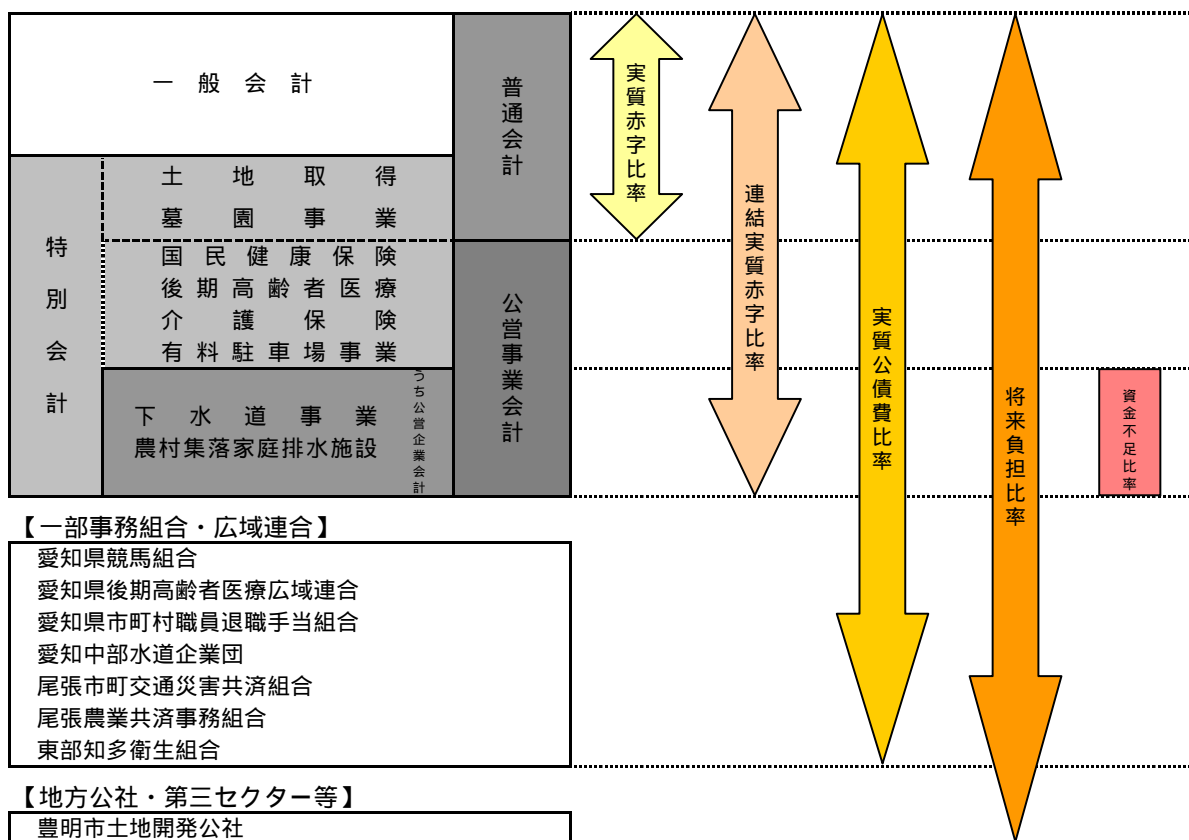 一般会計
普通会計
特別会計
土地取得
墓園事業
国民健康保険
後期高齢者医療
介護保険
有料駐車場事業
公営事業会計
下水道事業
農村集落家庭排水施設
うち公営企業会計
実質赤字比率
連結実質赤字比率
実質公債費比率
将来負担比率
資金不足比率
【一部事務組合・広域連合】
愛知県競馬組合
愛知県後期高齢者医療広域連合
愛知県市町村職員退職手当組合
愛知中部水道企業団
尾張市町交通災害共済組合
尾張農業共済事務組合
東部知多衛生組合
【地方公社・第三セクター等】
豊明市土地開発公社